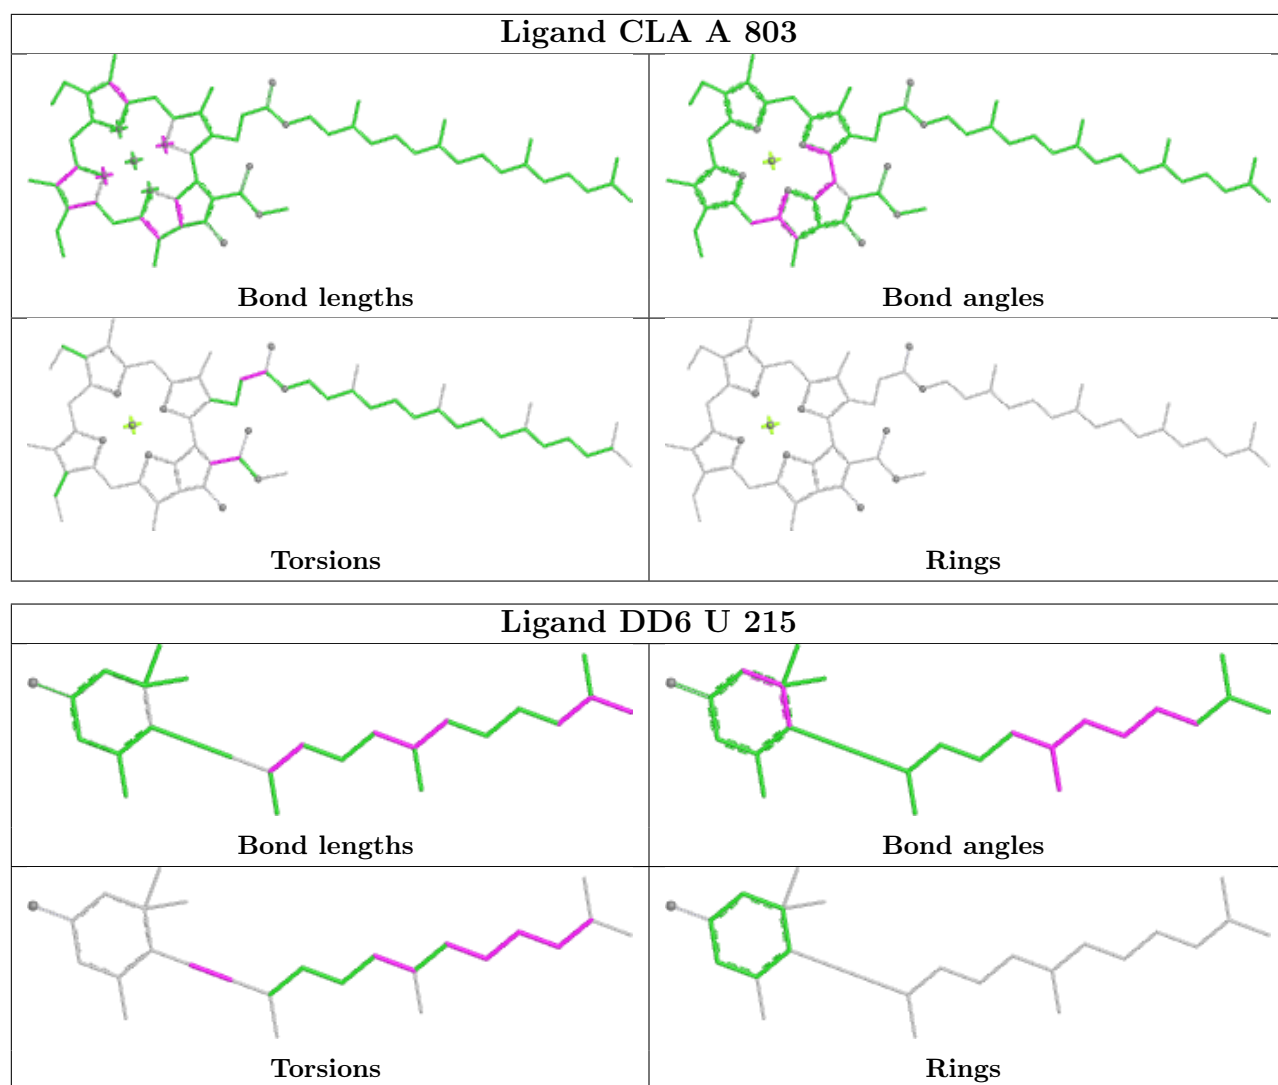 Ligand CLA A 803
Bond lengths
Bond angles
Torsions
Rings
Ligand DD6 U 215
Bond lengths
Bond angles
Torsions
Rings